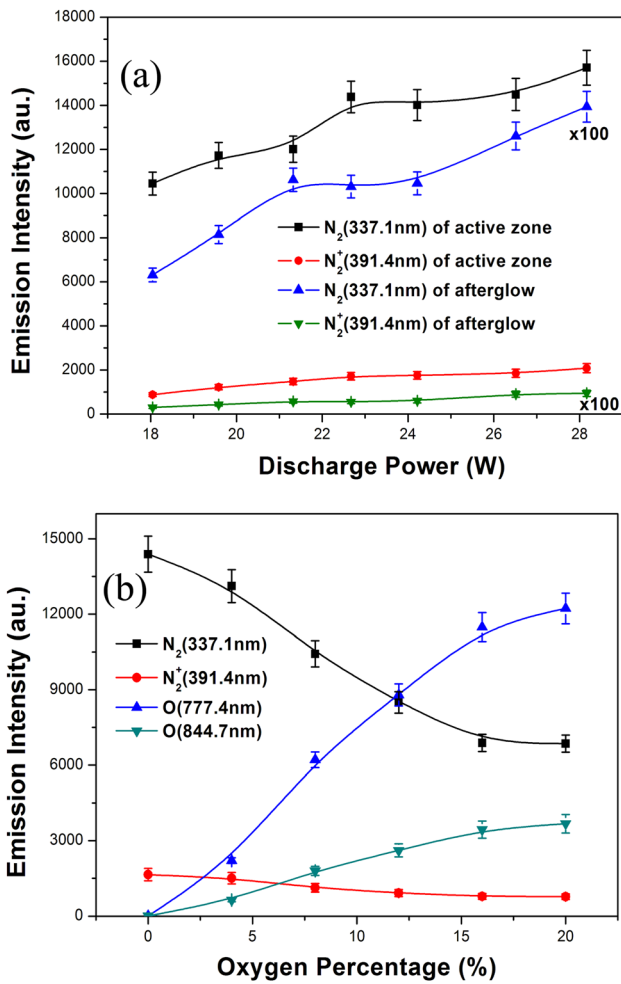 18000
16000
14000
12000
10000
8000
6000
4000
2000
0
Emission Intensity (au.)
(a)
x100
N₂(337.1nm) of active zone
N₂⁺(391.4nm) of active zone
N₂(337.1nm) of afterglow
N₂⁺(391.4nm) of afterglow
x100
18 20 22 24 26 28
Discharge Power (W)
15000
12000
9000
6000
3000
0
Emission Intensity (au.)
(b)
N₂(337.1nm)
N₂⁺(391.4nm)
O(777.4nm)
O(844.7nm)
0 5 10 15 20
Oxygen Percentage (%)